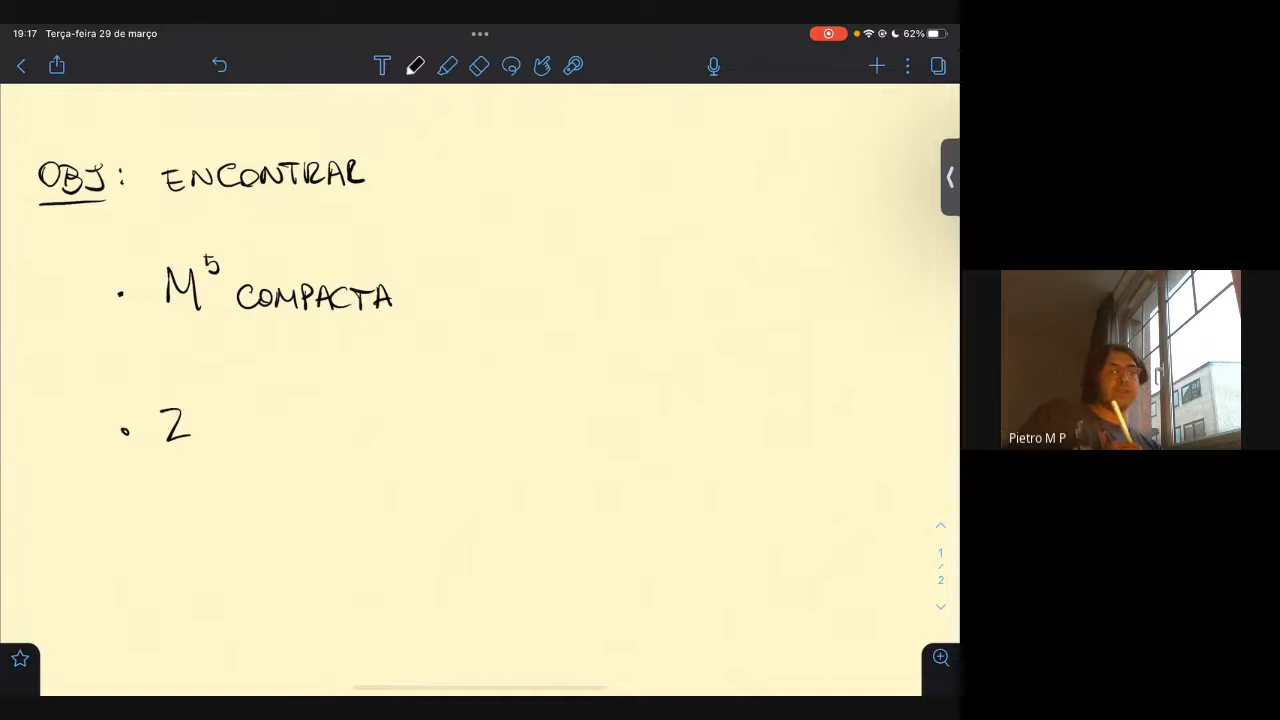 19:17 Terça-feira 29 de março
62%
OBJ: ENCONTRAR
• M⁵ COMPACTA
• Z
1
/
2
Pietro M P